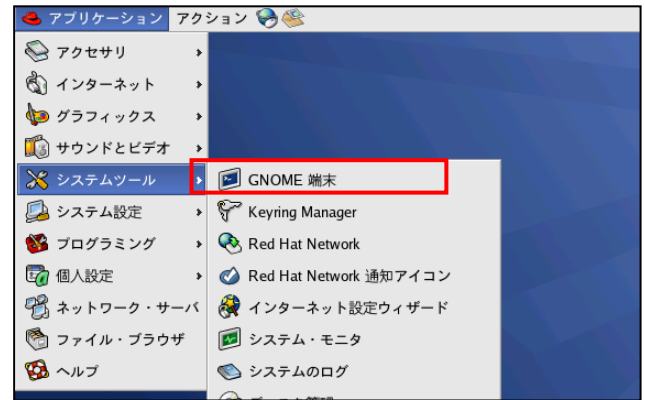 アプリケーション アクション
アクセサリ
インターネット
グラフィックス
サウンドとビデオ
システムツール
システム設定
プログラミング
個人設定
ネットワーク・サーバ
ファイル・ブラウザ
ヘルプ
GNOME 端末
Keyring Manager
Red Hat Network
Red Hat Network 通知アイコン
インターネット設定ウィザード
システム・モニタ
システムのログ